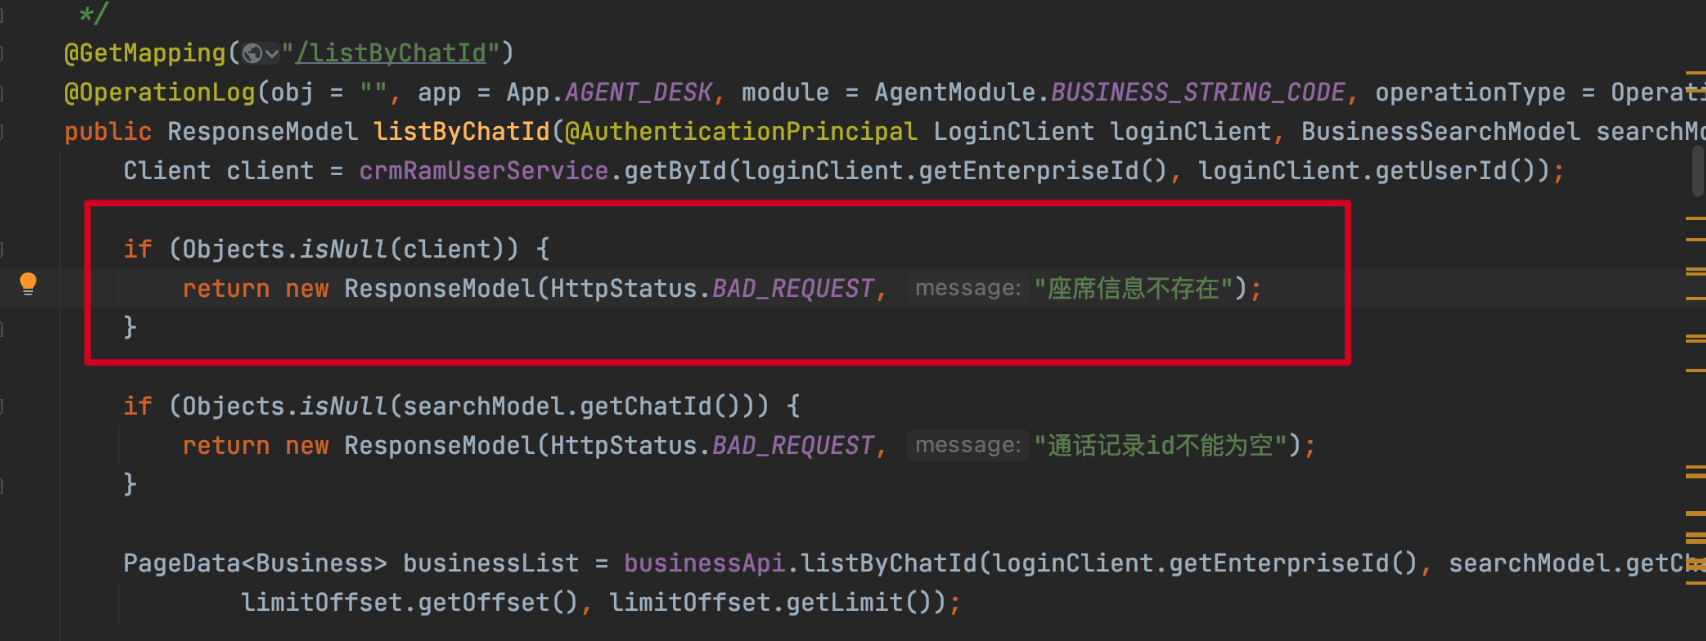 */
@GetMapping("/listByChatId")
@OperationLog(obj = "", app = App.AGENT_DESK, module = AgentModule.BUSINESS_STRING_CODE, operationType = Operati
public ResponseModel listByChatId(@AuthenticationPrincipal LoginClient loginClient, BusinessSearchModel searchMo
Client client = crmRamUserService.getById(loginClient.getEnterpriseId(), loginClient.getUserId());
if (Objects.isNull(client)) {
return new ResponseModel(HttpStatus.BAD_REQUEST, message: "座席信息不存在");
}
if (Objects.isNull(searchModel.getChatId())) {
return new ResponseModel(HttpStatus.BAD_REQUEST, message: "通话记录id不能为空");
}
PageData<Business> businessList = businessApi.listByChatId(loginClient.getEnterpriseId(), searchModel.getCh
limitOffset.getOffset(), limitOffset.getLimit());